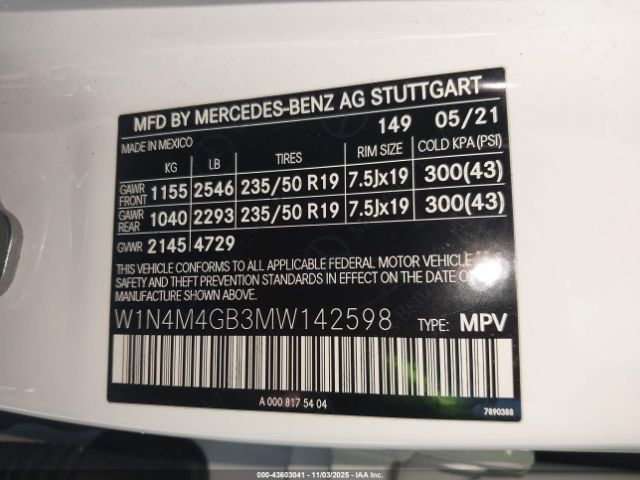 MFD BY MERCEDES-BENZ AG STUTTGART
149 05/21
MADE IN MEXICO
KG LB TIRES RIM SIZE COLD KPA(PSI)
GAWR FRONT 1155 2546 235/50 R19 7.5Jx19 300(43)
GAWR REAR 1040 2293 235/50 R19 7.5Jx19 300(43)
GVWR 2145 4729
THIS VEHICLE CONFORMS TO ALL APPLICABLE FEDERAL MOTOR VEHICLE
SAFETY AND THEFT PREVENTION STANDARDS IN EFFECT ON THE DATE OF
MANUFACTURE SHOWN ABOVE.
W1N4M4GB3MW142598 TYPE: MPV
A 000 817 54 04
7890388
000-43603041 - 11/03/2025 - IAA Inc.